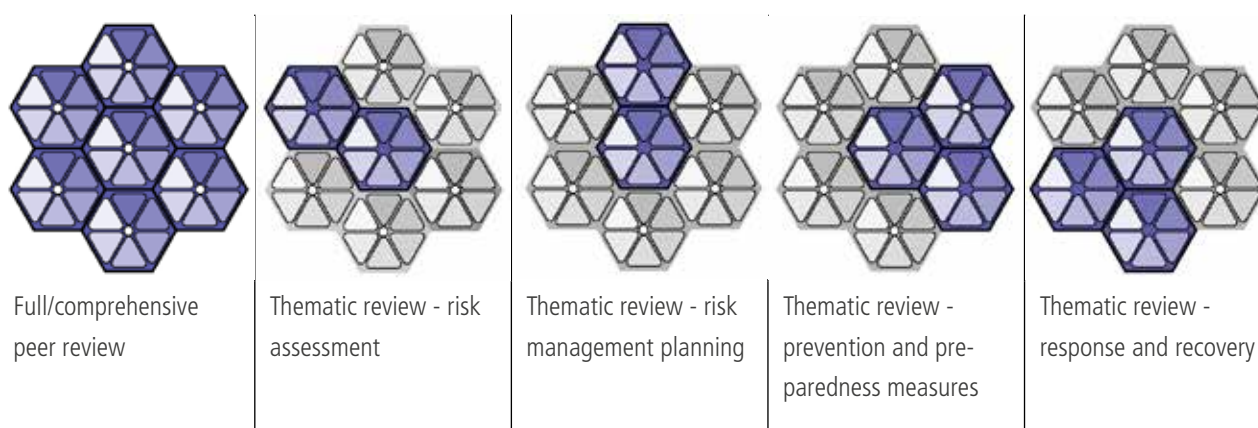 Full/comprehensive
peer review
Thematic review - risk
assessment
Thematic review - risk
management planning
Thematic review -
prevention and pre-
paredness measures
Thematic review -
response and recovery